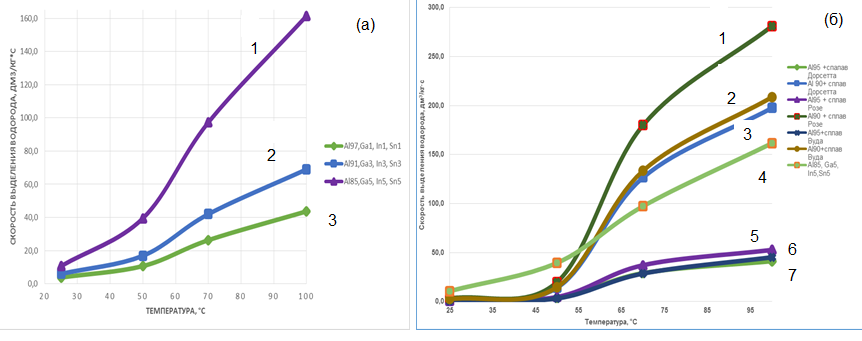 (а)
СКОРОСТЬ ВЫДЕЛЕНИЯ ВОДОРОДА, ДМЗ/КГ*С
160,0
140,0
120,0
100,0
80,0
60,0
40,0
20,0
0,0
20 30 40 50 60 70 80 90 100
ТЕМПЕРАТУРА, °С
1
2
3
Al97,Ga1, In1, Sn1
Al91,Ga3, In3, Sn3
Al85,Ga5, In5, Sn5
(б)
Скорость выделения водорода, дм³/кг·с
300,0
250,0
200,0
150,0
100,0
50,0
0,0
25 35 45 55 65 75 85 95
Температура, °С
1
2
3
4
5
6
7
Al95 +спалав
Дорсетта
Al 90+ сплав
Дорсетта
Al95 + сплав
Розе
Al90 + сплав
Розе
Al95+сплав
Вуда
Al90+сплав
Вуда
Al85, Ga5,
In5,Sn5